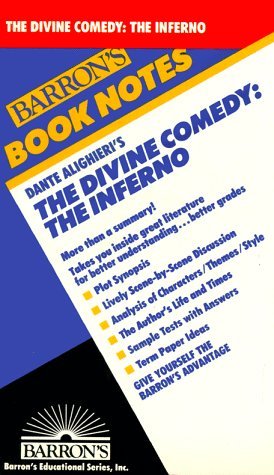 THE DIVINE COMEDY: THE INFERNO
BARRON'S
BOOK NOTES
DANTE ALIGHIERI'S
THE DIVINE COMEDY:
THE INFERNO
More than a summary!
Takes you inside great literature
for better understanding...better grades
Plot Synopsis
Lively Scene-by-Scene Discussion
Analysis of Characters/Themes/Style
The Author's Life and Times
Sample Tests with Answers
Term Paper Ideas
GIVE YOURSELF THE
BARRON'S ADVANTAGE
BARRON'S
Barron's Educational Series, Inc.